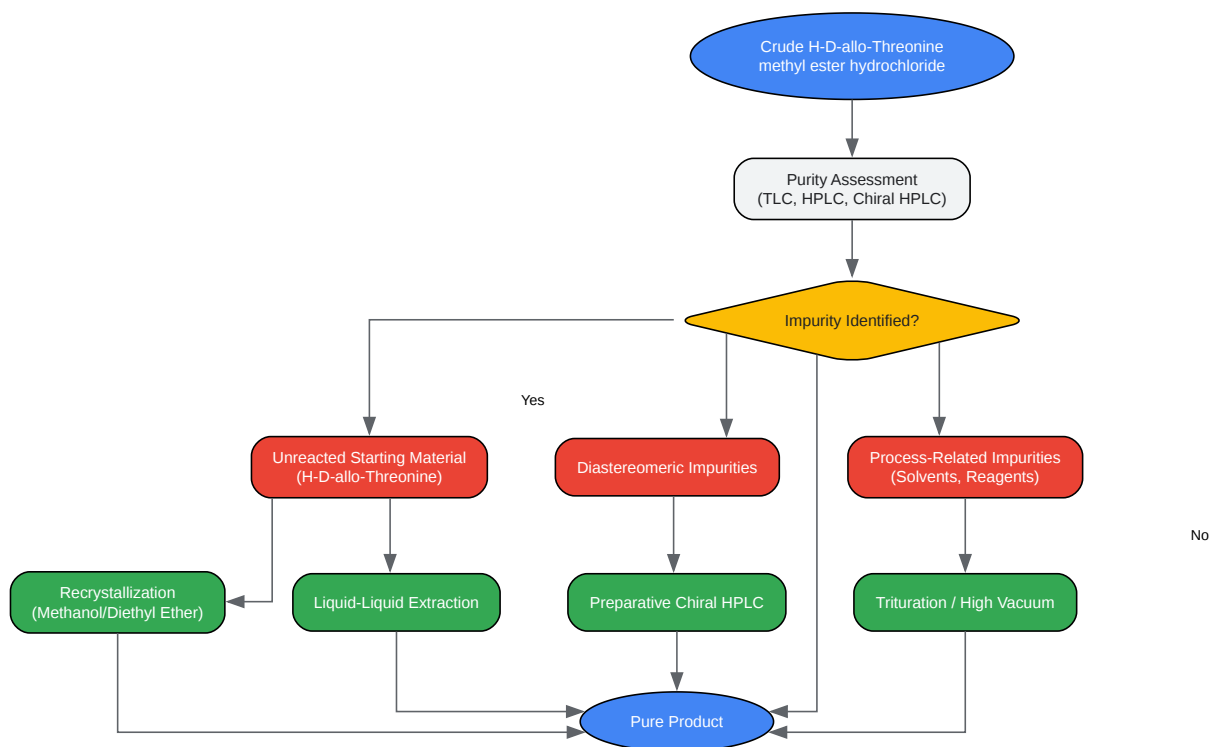 Crude H-D-allo-Threonine
methyl ester hydrochloride
Purity Assessment
(TLC, HPLC, Chiral HPLC)
Impurity Identified?
Yes
Unreacted Starting Material
(H-D-allo-Threonine)
Diastereomeric Impurities
Process-Related Impurities
(Solvents, Reagents)
No
Recrystallization
(Methanol/Diethyl Ether)
Liquid-Liquid Extraction
Preparative Chiral HPLC
Trituration / High Vacuum
Pure Product